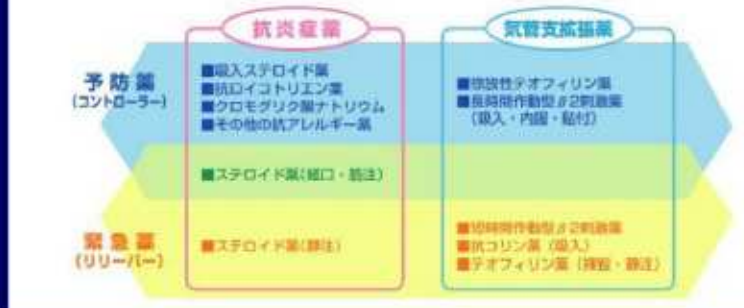 抗炎症薬
気管支拡張薬
予防薬
(コントローラー)
■吸入ステロイド薬
■抗ロイコトリエン薬
■クロモグリク酸ナトリウム
■その他の抗アレルギー薬
■徐放性テオフィリン薬
■長時間作動型β2刺激薬
(吸入・内服・貼付)
■ステロイド薬(経口・筋注)
緊急薬
(リリーバー)
■ステロイド薬(静注)
■短時間作動型β2刺激薬
■抗コリン薬(吸入)
■テオフィリン薬(・静注)